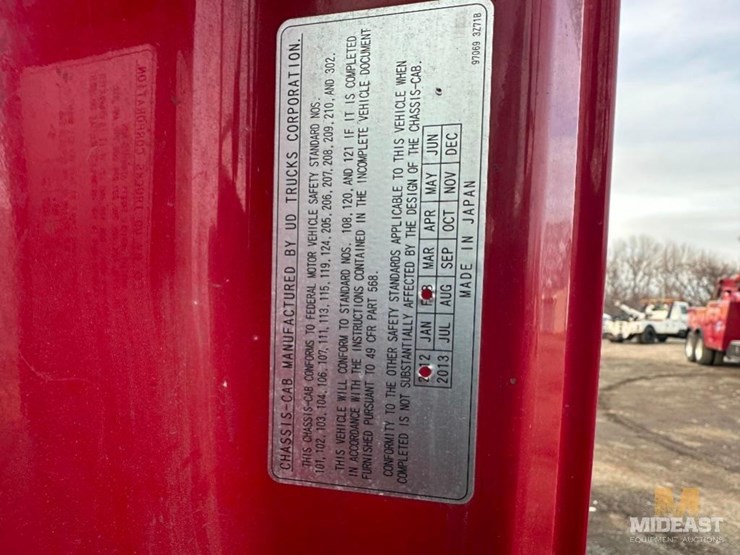 CHASSIS-CAB MANUFACTURED BY UD TRUCKS CORPORATION.
THIS CHASSIS-CAB CONFORMS TO FEDERAL MOTOR VEHICLE SAFETY STANDARD NOS.
101, 102, 103, 104, 106, 107, 111, 113, 115, 119, 124, 205, 206, 207, 208, 209, 210, AND 302.
THIS VEHICLE WILL CONFORM TO STANDARD NOS. 108, 120, AND 121 IF IT IS COMPLETED
IN ACCORDANCE WITH THE INSTRUCTIONS CONTAINED IN THE INCOMPLETE VEHICLE DOCUMENT
FURNISHED PURSUANT TO 49 CFR PART 568.
CONFORMITY TO THE OTHER SAFETY STANDARDS APPLICABLE TO THIS VEHICLE WHEN
COMPLETED IS NOT SUBSTANTIALLY AFFECTED BY THE DESIGN OF THE CHASSIS-CAB.
2012 JAN FEB MAR APR MAY JUN
2013 JUL AUG SEP OCT NOV DEC
MADE IN JAPAN
97069 3Z71B
MIDEAST
EQUIPMENT AUCTIONS